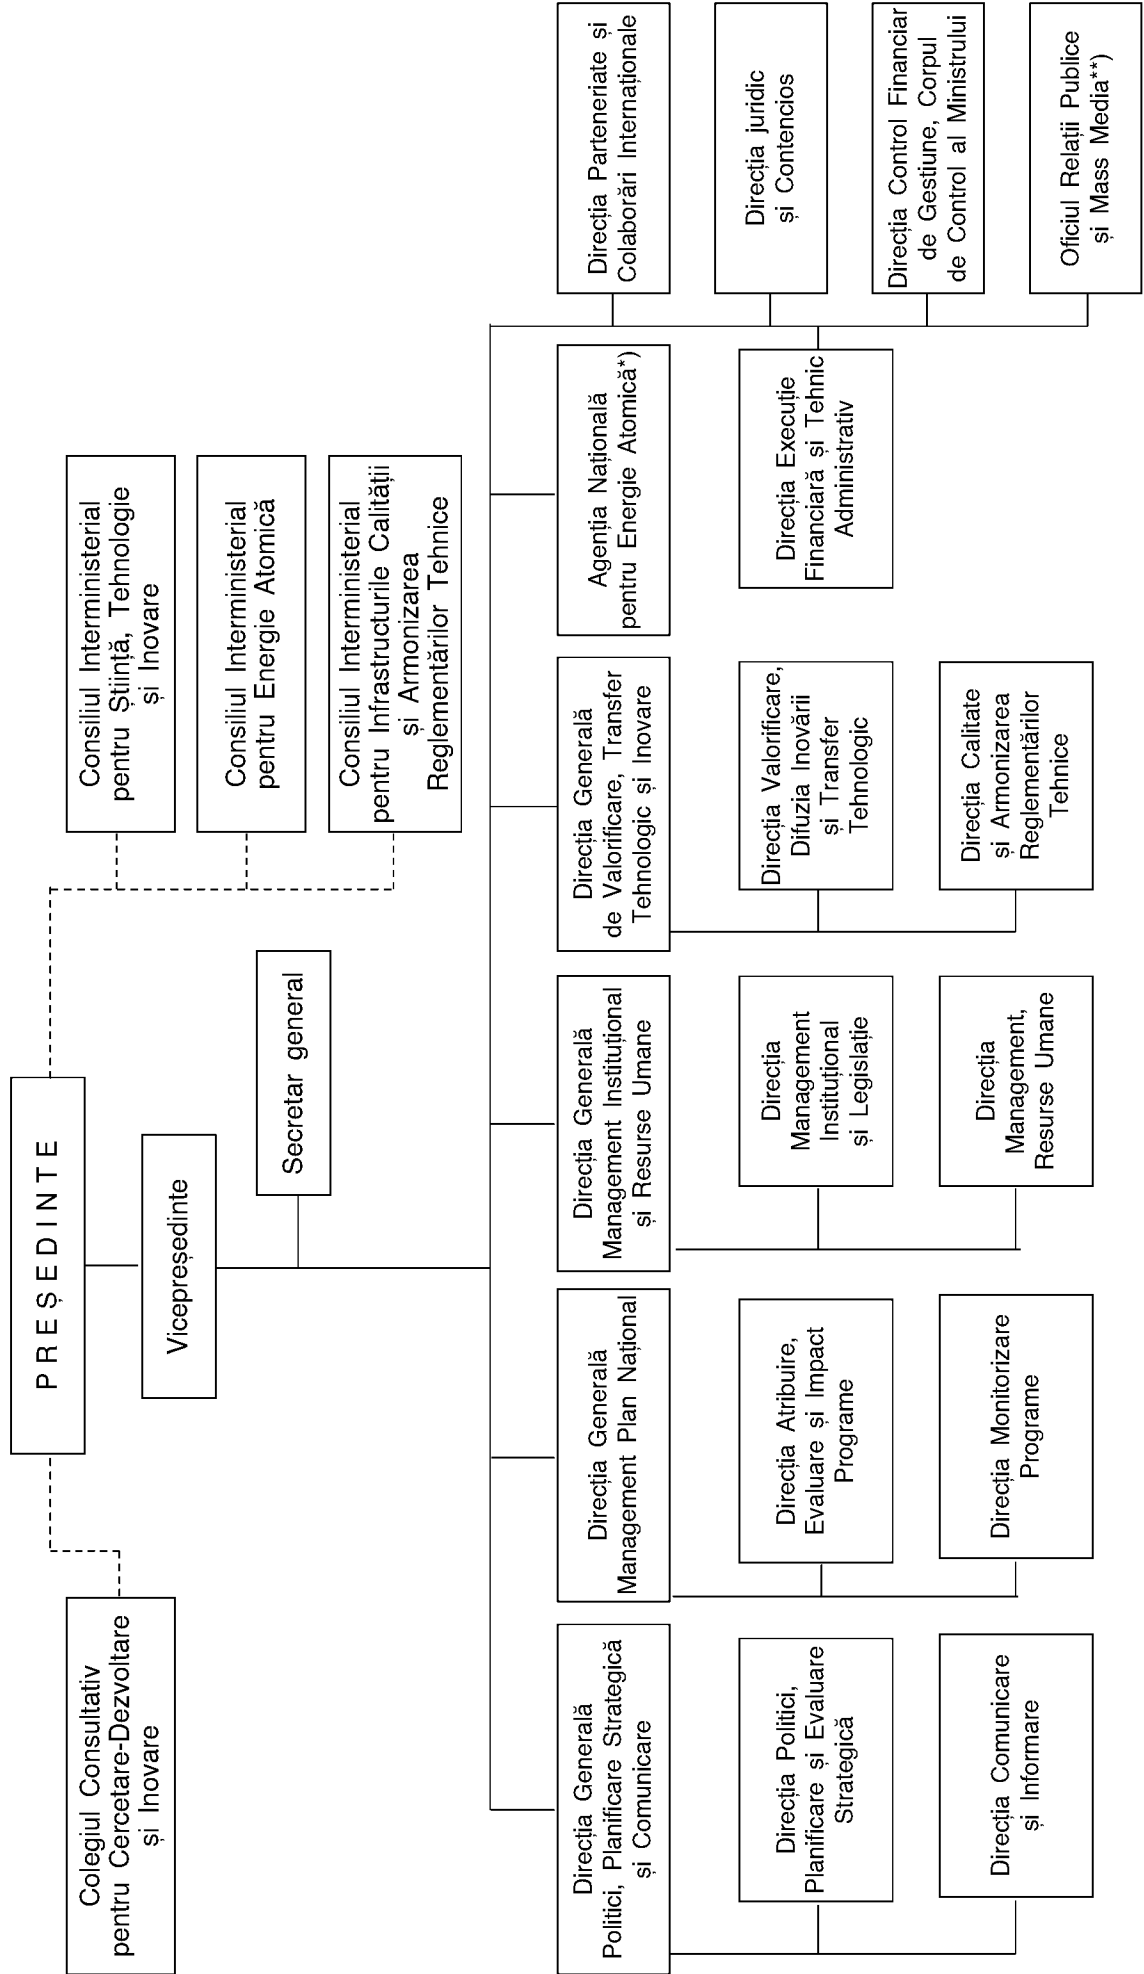 PREȘEDINTE
Colegiul Consultativ
pentru Cercetare-Dezvoltare
și Inovare
Vicepreședinte
Secretar general
Consiliul Interministerial
pentru Știință, Tehnologie
și Inovare
Consiliul Interministerial
pentru Energie Atomică
Consiliul Interministerial
pentru Infrastructurile Calității
și Armonizarea
Reglementărilor Tehnice
Direcția Generală
Politici, Planificare Strategică
și Comunicare
Direcția Generală
Management Plan Național
Direcția Generală
Management Instituțional
și Resurse Umane
Direcția Generală
de Valorificare, Transfer
Tehnologic și Inovare
Agenția Națională
pentru Energie Atomică*)
Direcția Parteneriate și
Colaborări Internaționale
Direcția Politici,
Planificare și Evaluare
Strategică
Direcția Atribuire,
Evaluare și Impact
Programe
Direcția
Management
Instituțional
și Legislație
Direcția Valorificare,
Difuzia Inovării
și Transfer
Tehnologic
Direcția Execuție
Financiară și Tehnic
Administrativ
Direcția juridic
și Contencios
Direcția Control Financiar
de Gestiune, Corpul
de Control al Ministrului
Direcția Comunicare
și Informare
Direcția Monitorizare
Programe
Direcția
Management,
Resurse Umane
Direcția Calitate
și Armonizarea
Reglementărilor
Tehnice
Oficiul Relații Publice
și Mass Media**)